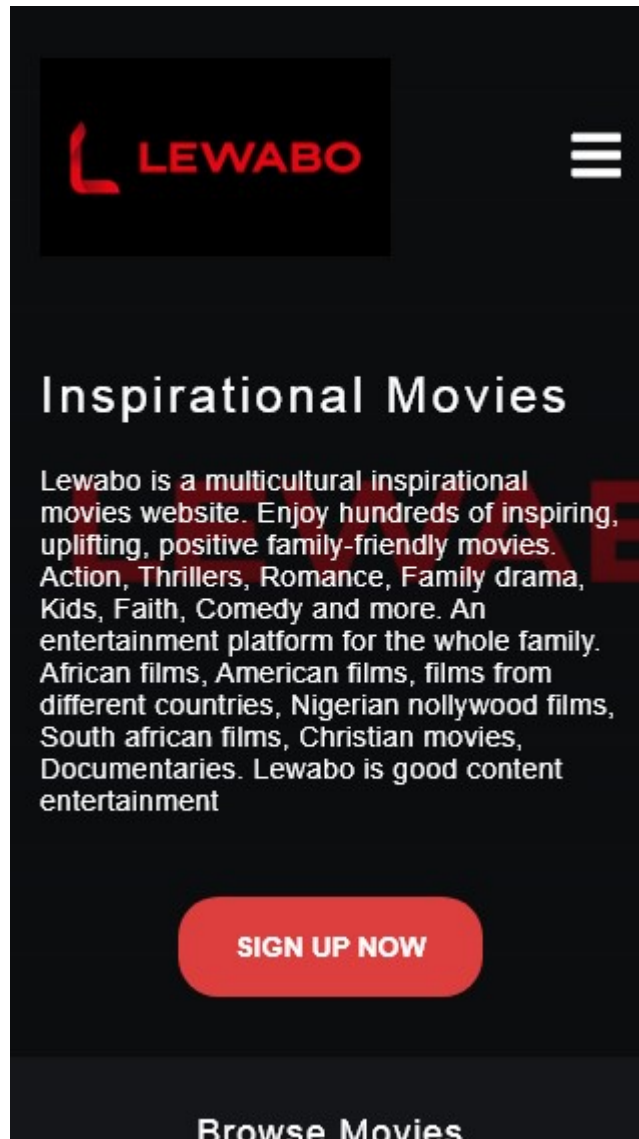 LEWABO
Inspirational Movies
Lewabo is a multicultural inspirational
movies website. Enjoy hundreds of inspiring,
uplifting, positive family-friendly movies.
Action, Thrillers, Romance, Family drama,
Kids, Faith, Comedy and more. An
entertainment platform for the whole family.
African films, American films, films from
different countries, Nigerian nollywood films,
South african films, Christian movies,
Documentaries. Lewabo is good content
entertainment
SIGN UP NOW
Browse Movies